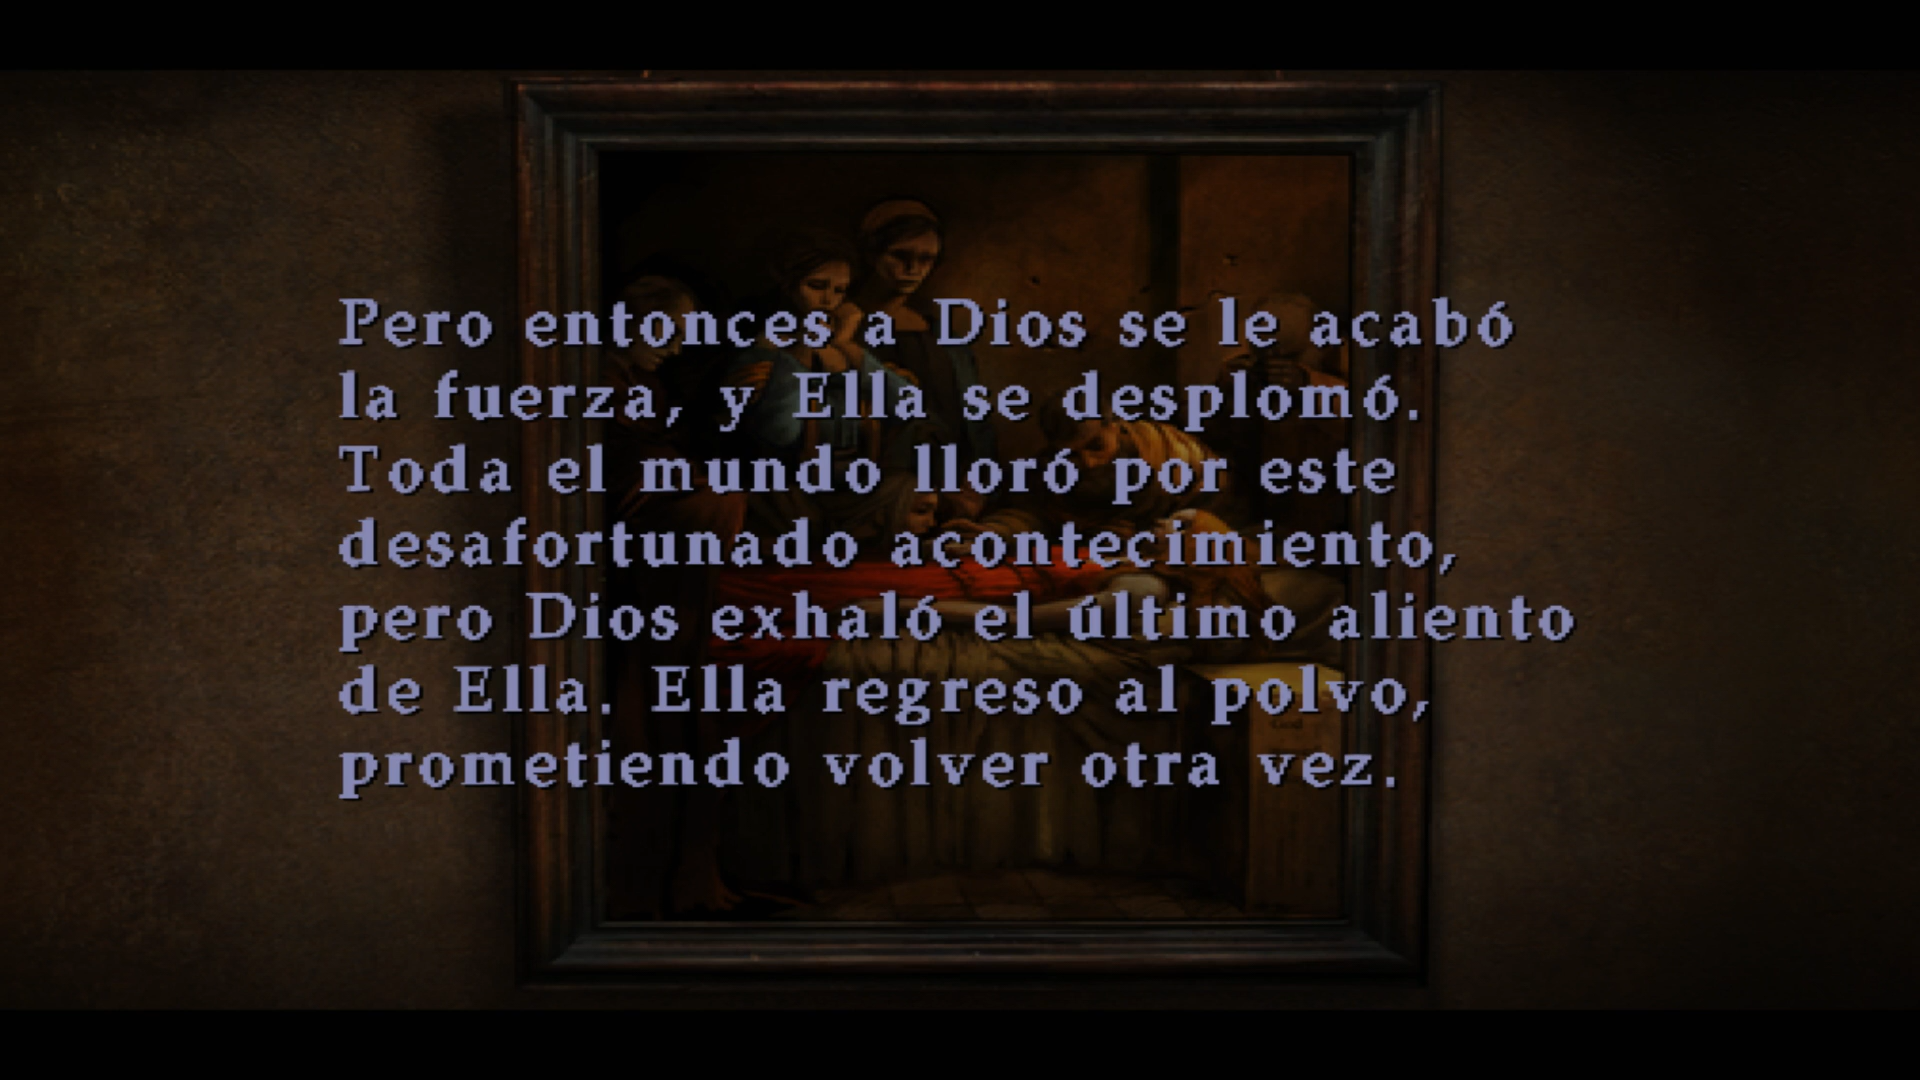 Pero entonces a Dios se le acabó
la fuerza, y Ella se desplomó.
Toda el mundo lloró por este
desafortunado acontecimiento,
pero Dios exhaló el último aliento
de Ella. Ella regreso al polvo,
prometiendo volver otra vez.
God